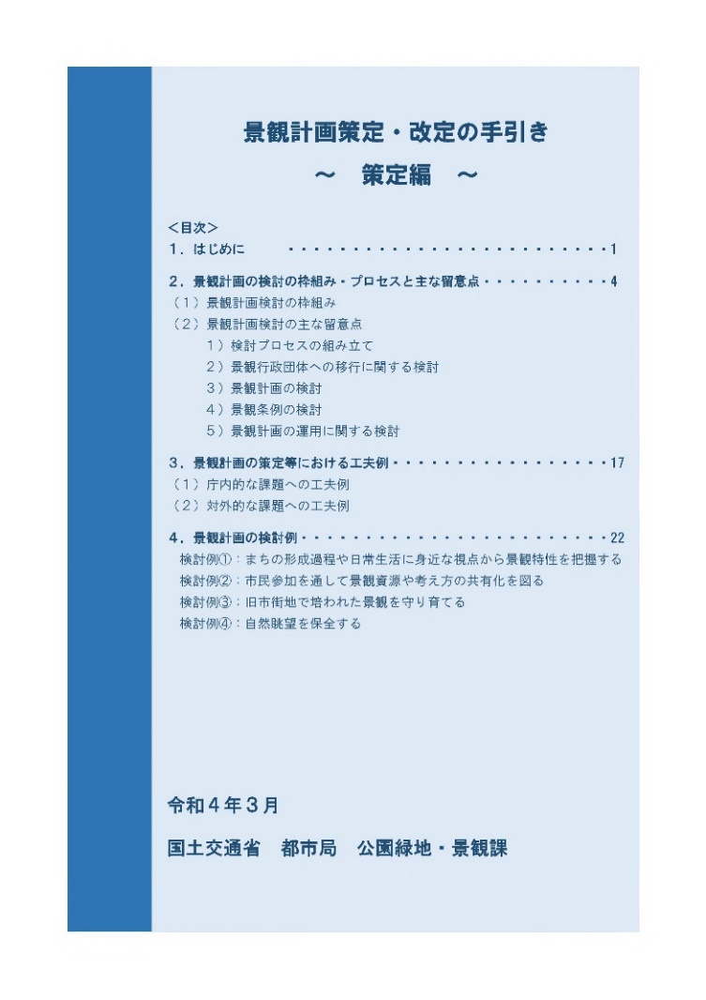 景観計画策定・改定の手引き
～　策定編　～
＜目次＞
１．はじめに　　・・・・・・・・・・・・・・・・・・・・・・・・・1
２．景観計画の検討の枠組み・プロセスと主な留意点・・・・・・・・・・4
（１）景観計画検討の枠組み
（２）景観計画検討の主な留意点
１）検討プロセスの組み立て
２）景観行政団体への移行に関する検討
３）景観計画の検討
４）景観条例の検討
５）景観計画の運用に関する検討
３．景観計画の策定等における工夫例・・・・・・・・・・・・・・・・・17
（１）庁内的な課題への工夫例
（２）対外的な課題への工夫例
４．景観計画の検討例・・・・・・・・・・・・・・・・・・・・・・・・22
検討例①：まちの形成過程や日常生活に身近な視点から景観特性を把握する
検討例②：市民参加を通して景観資源や考え方の共有化を図る
検討例③：旧市街地で培われた景観を守り育てる
検討例④：自然眺望を保全する
令和４年３月
国土交通省　都市局　公園緑地・景観課